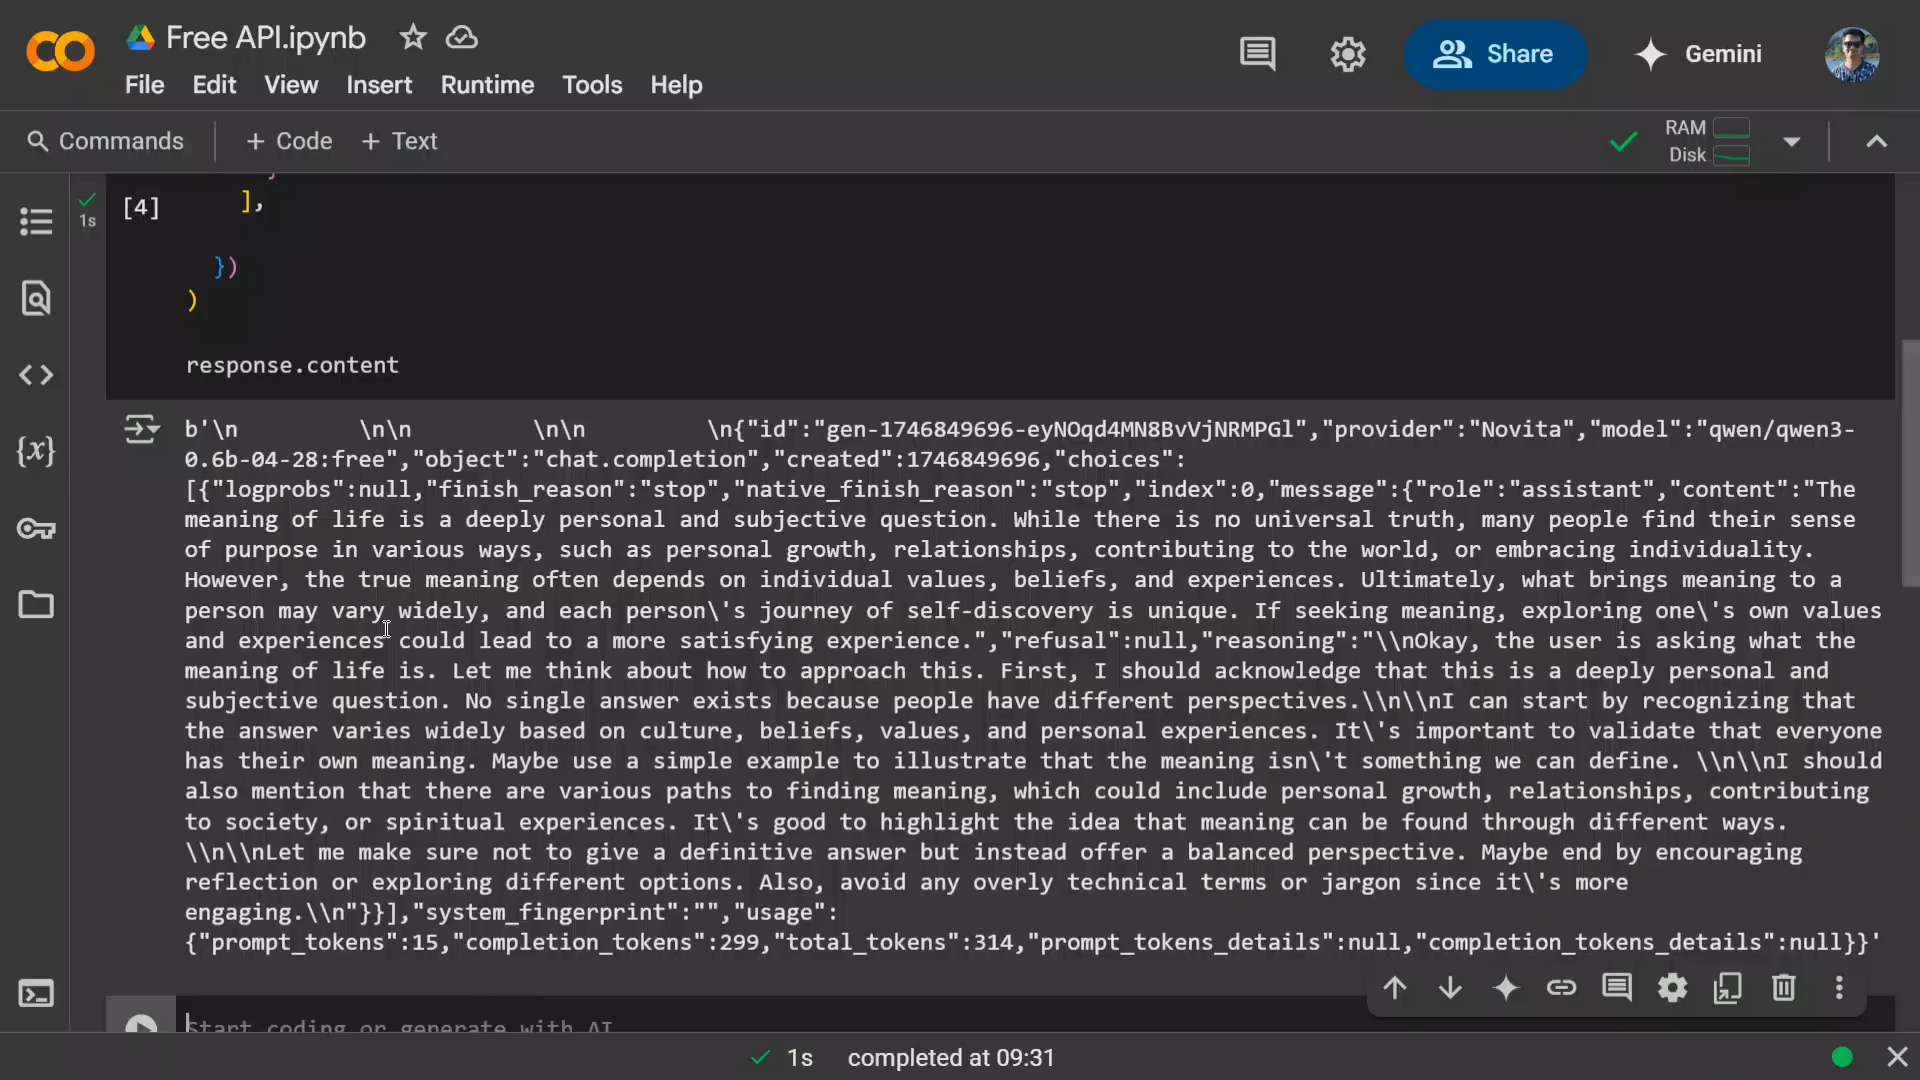 Free API.ipynb
File Edit View Insert Runtime Tools Help
Share
Gemini
Commands
+ Code
+ Text
RAM
Disk
1s
[4]
],
})
)
response.content
b'\n         \n\n         \n\n         \n{"id":"gen-1746849696-eyNOqd4MN8BvVjNRMPGl","provider":"Novita","model":"qwen/qwen3-
0.6b-04-28:free","object":"chat.completion","created":1746849696,"choices":
[{"logprobs":null,"finish_reason":"stop","native_finish_reason":"stop","index":0,"message":{"role":"assistant","content":"The
meaning of life is a deeply personal and subjective question. While there is no universal truth, many people find their sense
of purpose in various ways, such as personal growth, relationships, contributing to the world, or embracing individuality.
However, the true meaning often depends on individual values, beliefs, and experiences. Ultimately, what brings meaning to a
person may vary widely, and each person\'s journey of self-discovery is unique. If seeking meaning, exploring one\'s own values
and experiences could lead to a more satisfying experience.","refusal":null,"reasoning":"\\nOkay, the user is asking what the
meaning of life is. Let me think about how to approach this. First, I should acknowledge that this is a deeply personal and
subjective question. No single answer exists because people have different perspectives.\\n\\nI can start by recognizing that
the answer varies widely based on culture, beliefs, values, and personal experiences. It\'s important to validate that everyone
has their own meaning. Maybe use a simple example to illustrate that the meaning isn\'t something we can define. \\n\\nI should
also mention that there are various paths to finding meaning, which could include personal growth, relationships, contributing
to society, or spiritual experiences. It\'s good to highlight the idea that meaning can be found through different ways.
\\n\\nLet me make sure not to give a definitive answer but instead offer a balanced perspective. Maybe end by encouraging
reflection or exploring different options. Also, avoid any overly technical terms or jargon since it\'s more
engaging.\\n"}}],"system_fingerprint":"","usage":
{"prompt_tokens":15,"completion_tokens":299,"total_tokens":314,"prompt_tokens_details":null,"completion_tokens_details":null}}'
Start coding or generate with AI
1s completed at 09:31